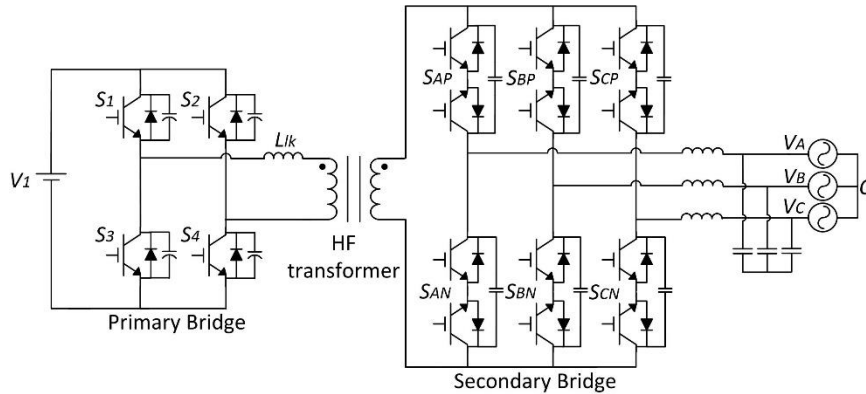 SAP
SBP
SCP
S1
S2
Llk
VA
V1
VB
O
VC
S3
S4
HF
transformer
SAN
SBN
SCN
Primary Bridge
Secondary Bridge